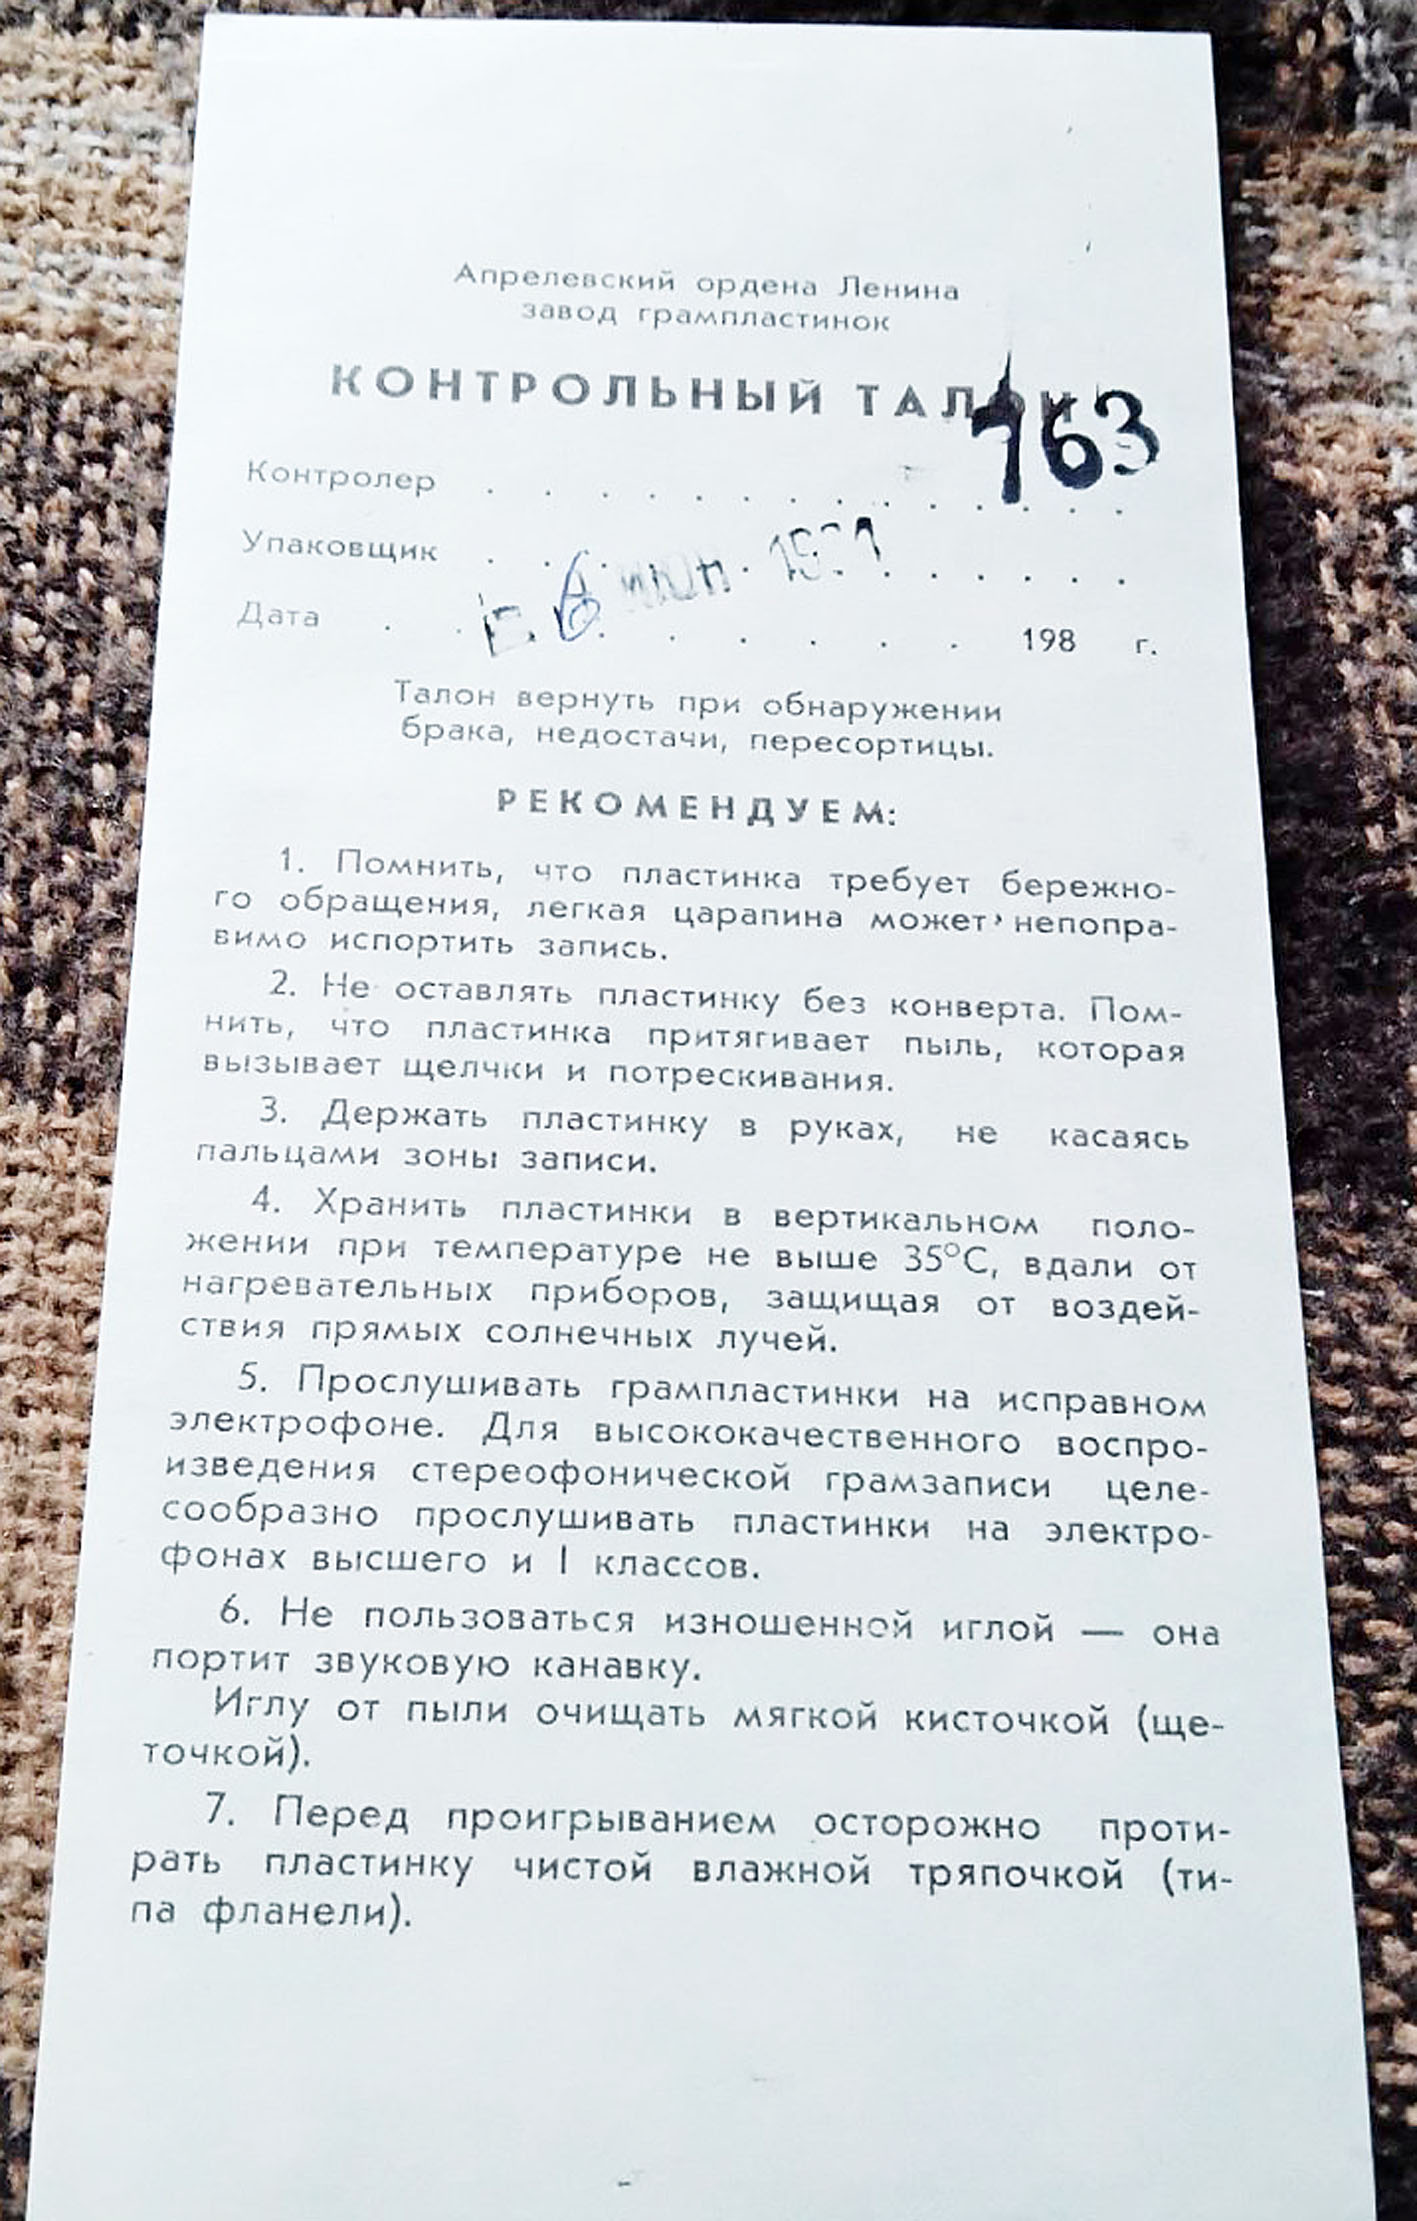 Апрелевский ордена Ленина
завод грампластинок
КОНТРОЛЬНЫЙ ТАЛОН
163
Контролер . . . . . . . . . . . . . .
Упаковщик . . . . . . . . . .
6 ИЮН
Дата . . . . . . . . 198 г.
Талон вернуть при обнаружении
брака, недостачи, пересортицы.
РЕКОМЕНДУЕМ:
1. Помнить, что пластинка требует бережно-
го обращения, легкая царапина может непопра-
вимо испортить запись.
2. Не оставлять пластинку без конверта. Пом-
нить, что пластинка притягивает пыль, которая
вызывает щелчки и потрескивания.
3. Держать пластинку в руках, не касаясь
пальцами зоны записи.
4. Хранить пластинки в вертикальном поло-
жении при температуре не выше 35°С, вдали от
нагревательных приборов, защищая от воздей-
ствия прямых солнечных лучей.
5. Прослушивать грампластинки на исправном
электрофоне. Для высококачественного воспро-
изведения стереофонической грамзаписи целе-
сообразно прослушивать пластинки на электро-
фонах высшего и I классов.
6. Не пользоваться изношенной иглой — она
портит звуковую канавку.
Иглу от пыли очищать мягкой кисточкой (ще-
точкой).
7. Перед проигрыванием осторожно проти-
рать пластинку чистой влажной тряпочкой (ти-
па фланели).